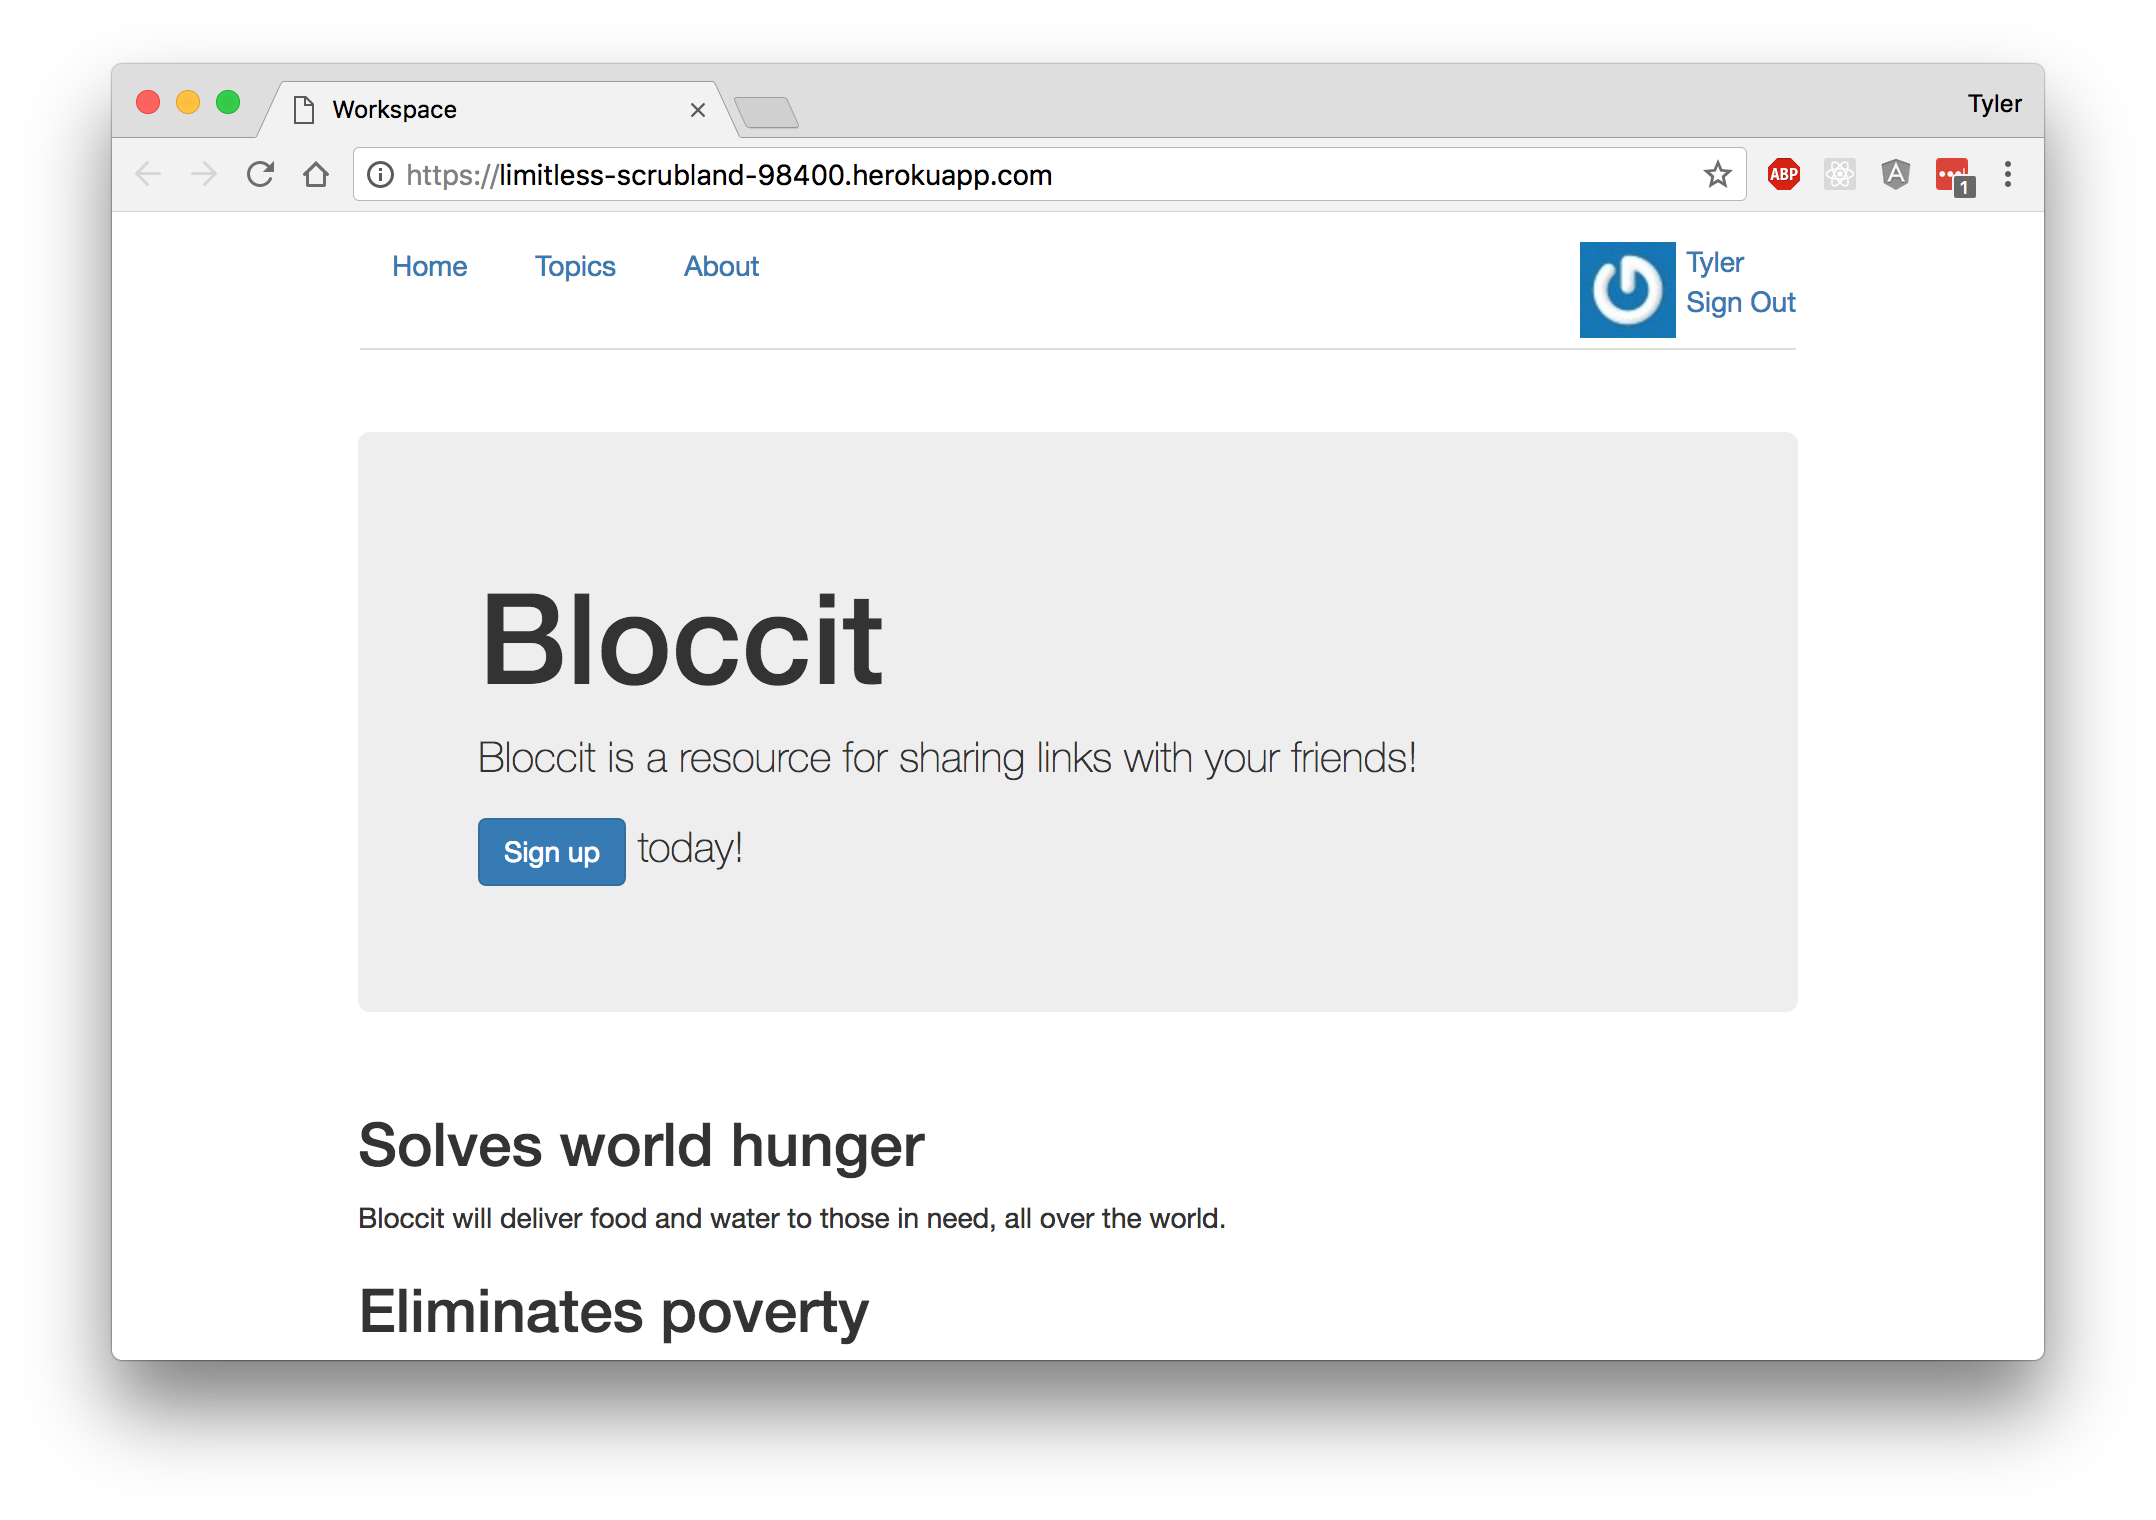 Workspace
Tyler
https://limitless-scrubland-98400.herokuapp.com
ABP
A
1
Home Topics About
Tyler
Sign Out
Bloccit
Bloccit is a resource for sharing links with your friends!
Sign up today!
Solves world hunger
Bloccit will deliver food and water to those in need, all over the world.
Eliminates poverty